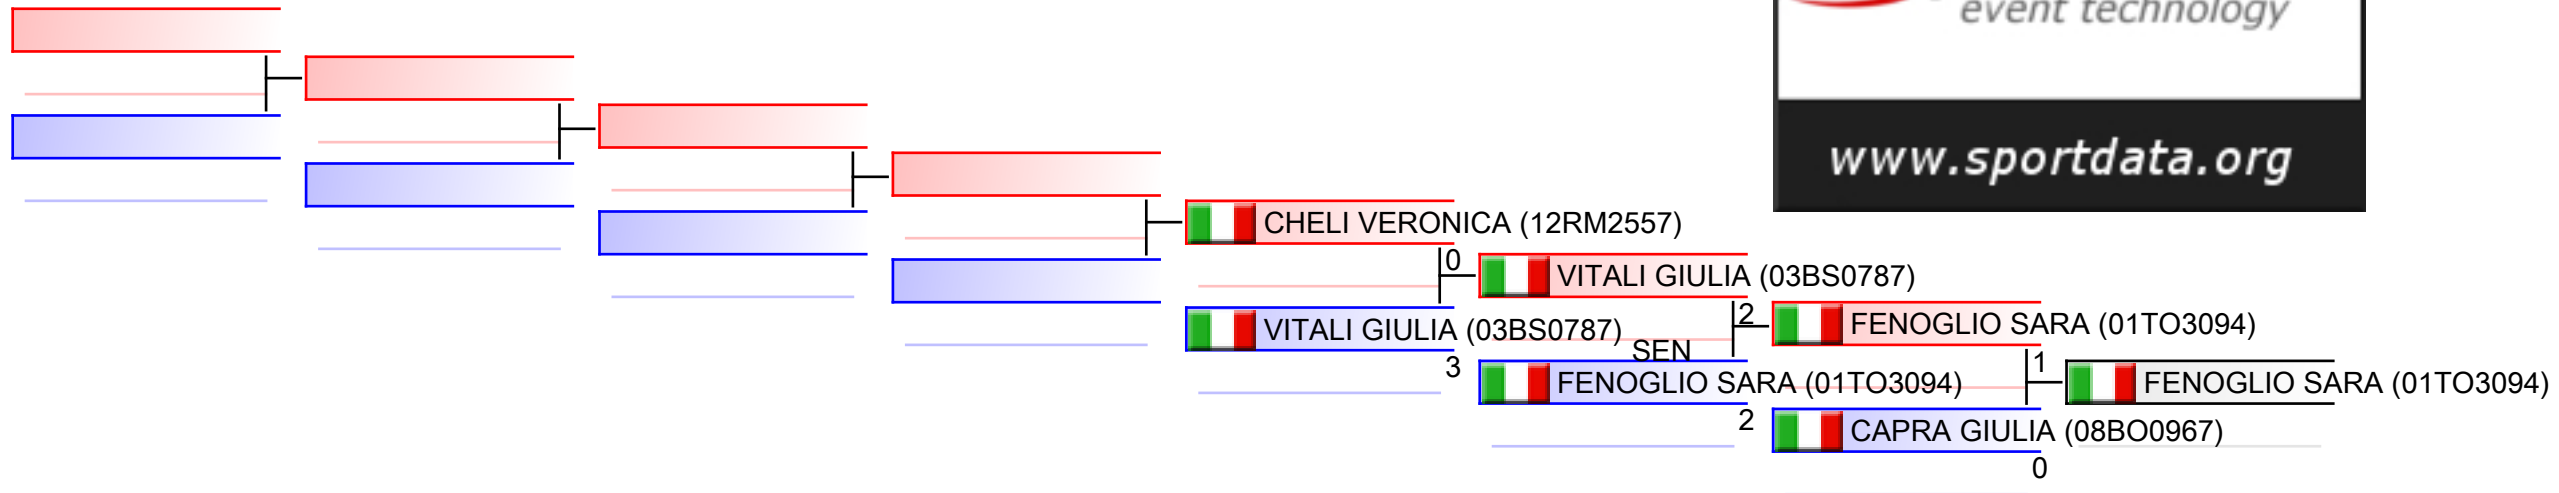 event technology
www.sportdata.org
CHELI VERONICA (12RM2557)
0
VITALI GIULIA (03BS0787)
VITALI GIULIA (03BS0787)
3
SEN
2
FENOGLIO SARA (01TO3094)
FENOGLIO SARA (01TO3094)
2
1
FENOGLIO SARA (01TO3094)
CAPRA GIULIA (08BO0967)
0